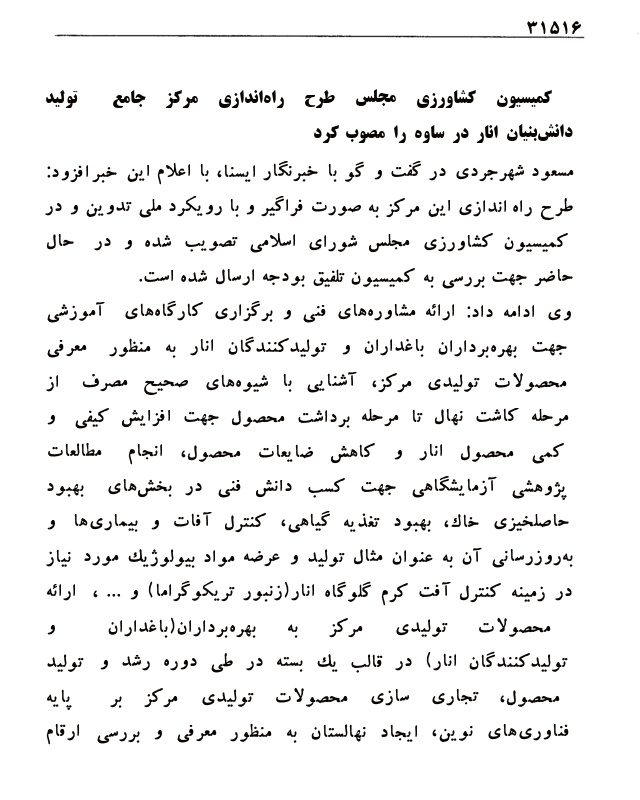 ۳۱۵۱۶
کمیسیون کشاورزی مجلس طرح راه‌اندازی مرکز جامع تولید
دانش‌بنیان انار در ساوه را مصوب کرد
مسعود شهرجردی در گفت و گو با خبرنگار ایسنا، با اعلام این خبر افزود:
طرح راه اندازی این مرکز به صورت فراگیر و با رویکرد ملی تدوین و در
کمیسیون کشاورزی مجلس شورای اسلامی تصویب شده و در حال
حاضر جهت بررسی به کمیسیون تلفیق بودجه ارسال شده است.
وی ادامه داد: ارائه مشاوره‌های فنی و برگزاری کارگاه‌های آموزشی
جهت بهره‌برداران باغداران و تولیدکنندگان انار به منظور معرفی
محصولات تولیدی مرکز، آشنایی با شیوه‌های صحیح مصرف از
مرحله کاشت نهال تا مرحله برداشت محصول جهت افزایش کیفی و
کمی محصول انار و کاهش ضایعات محصول، انجام مطالعات
پژوهشی آزمایشگاهی جهت کسب دانش فنی در بخش‌های بهبود
حاصلخیزی خاك، بهبود تغذیه گیاهی، کنترل آفات و بیماری‌ها و
به‌روزرسانی آن به عنوان مثال تولید و عرضه مواد بیولوژیك مورد نیاز
در زمینه کنترل آفت کرم گلوگاه انار(زنبور تریکوگراما) و ... ، ارائه
محصولات تولیدی مرکز به بهره‌برداران(باغداران و
تولیدکنندگان انار) در قالب یك بسته در طی دوره رشد و تولید
محصول، تجاری سازی محصولات تولیدی مرکز بر پایه
فناوری‌های نوین، ایجاد نهالستان به منظور معرفی و بررسی ارقام